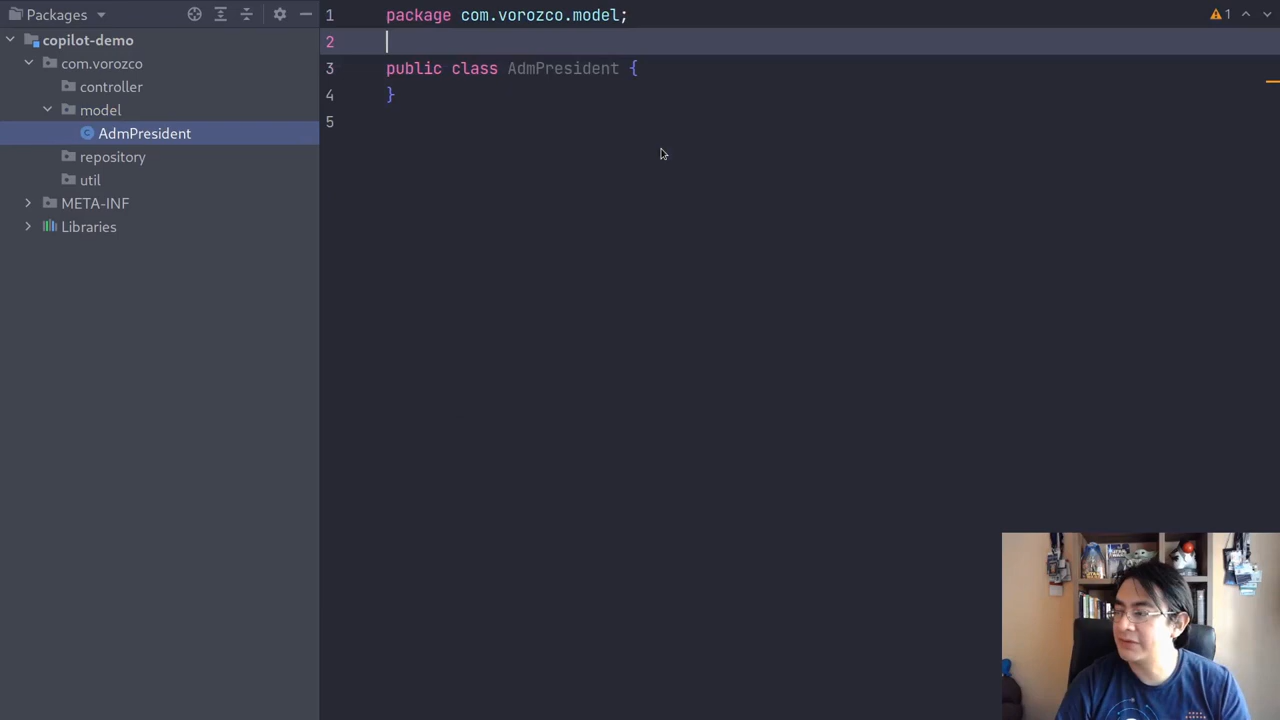 Packages
copilot-demo
com.vorozco
controller
model
AdmPresident
repository
util
META-INF
Libraries
1 package com.vorozco.model;
2
3 public class AdmPresident {
4 }
5
1